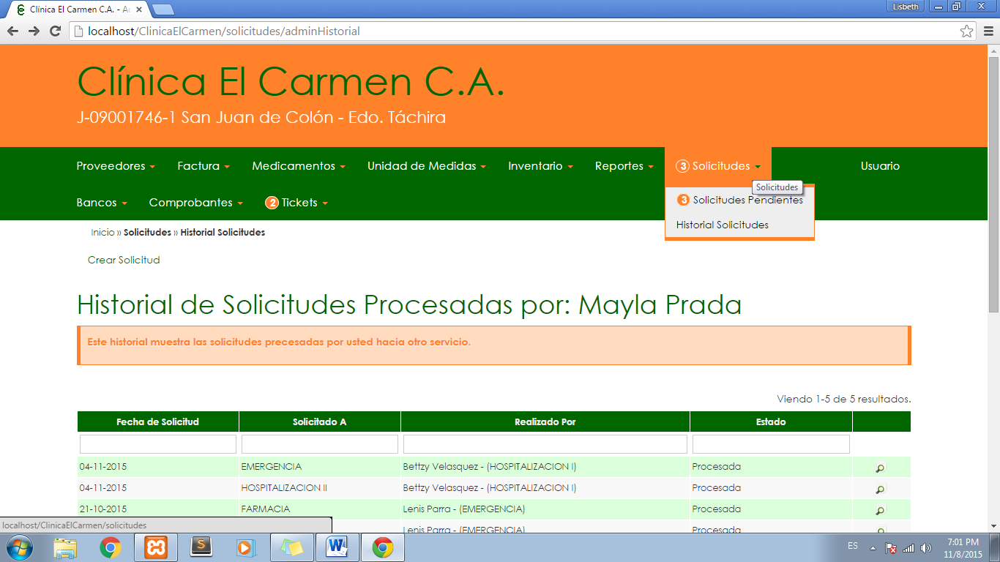 Clínica El Carmen C.A. - A
Lisbeth
localhost/ClinicaElCarmen/solicitudes/adminHistorial
Clínica El Carmen C.A.
J-09001746-1 San Juan de Colón - Edo. Táchira
Proveedores Factura Medicamentos Unidad de Medidas Inventario Reportes 3 Solicitudes Usuario
Solicitudes
Bancos Comprobantes 2 Tickets
3 Solicitudes Pendientes
Historial Solicitudes
Inicio » Solicitudes » Historial Solicitudes
Crear Solicitud
Historial de Solicitudes Procesadas por: Mayla Prada
Este historial muestra las solicitudes precesadas por usted hacia otro servicio.
Viendo 1-5 de 5 resultados.
Fecha de Solicitud Solicitado A Realizado Por Estado
04-11-2015 EMERGENCIA Bettzy Velasquez - (HOSPITALIZACION I) Procesada
04-11-2015 HOSPITALIZACION II Bettzy Velasquez - (HOSPITALIZACION I) Procesada
21-10-2015 FARMACIA Lenis Parra - (EMERGENCIA) Procesada
Lenis Parra - (EMERGENCIA) Procesada
localhost/ClinicaElCarmen/solicitudes
ES
7:01 PM
11/8/2015